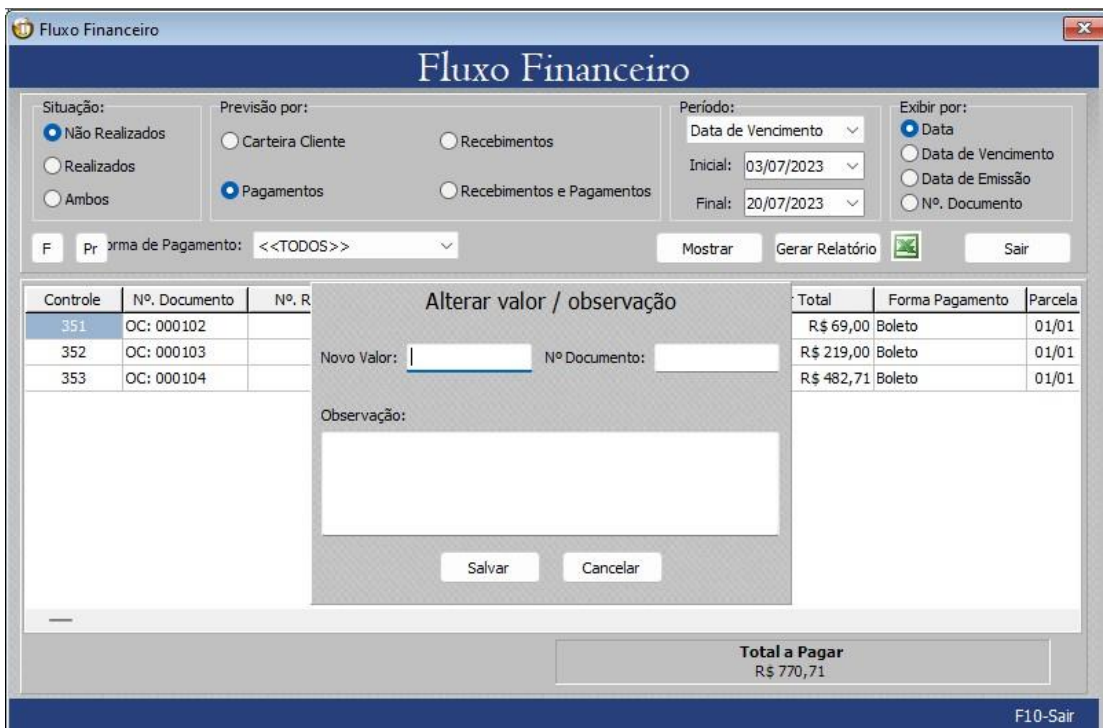 Fluxo Financeiro
Fluxo Financeiro
Situação:
Não Realizados
Realizados
Ambos
Previsão por:
Carteira Cliente
Recebimentos
Pagamentos
Recebimentos e Pagamentos
Período:
Data de Vencimento
Inicial: 03/07/2023
Final: 20/07/2023
Exibir por:
Data
Data de Vencimento
Data de Emissão
Nº. Documento
F Pr orma de Pagamento: <<TODOS>> Mostrar Gerar Relatório Sair
Controle Nº. Documento Nº. R Total Forma Pagamento Parcela
351 OC: 000102 R$ 69,00 Boleto 01/01
352 OC: 000103 R$ 219,00 Boleto 01/01
353 OC: 000104 R$ 482,71 Boleto 01/01
Alterar valor / observação
Novo Valor: Nº Documento:
Observação:
Salvar Cancelar
Total a Pagar
R$ 770,71
F10-Sair